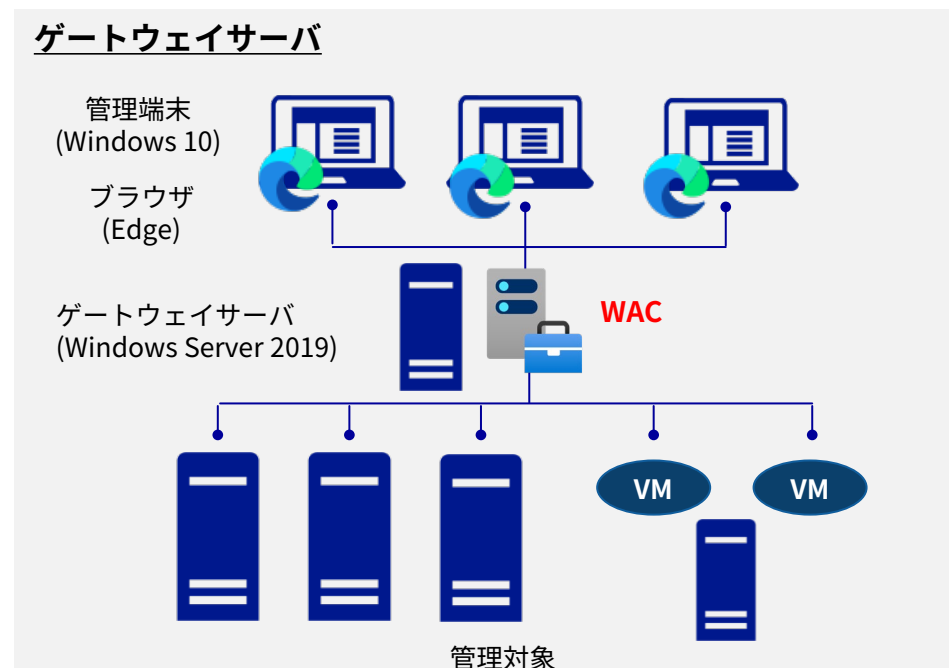 ゲートウェイサーバ
管理端末
(Windows 10)
ブラウザ
(Edge)
ゲートウェイサーバ
(Windows Server 2019)
WAC
VM
VM
管理対象